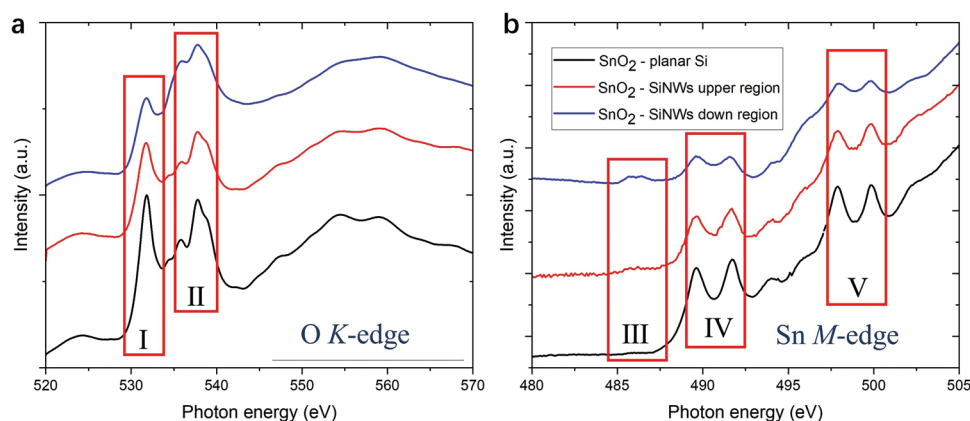 a
Intensity (a.u.)
I
II
O K-edge
520 530 540 550 560 570
Photon energy (eV)
b
Intensity (a.u.)
SnO₂ - planar Si
SnO₂ - SiNWs upper region
SnO₂ - SiNWs down region
III
IV
V
Sn M-edge
480 485 490 495 500 505
Photon energy (eV)